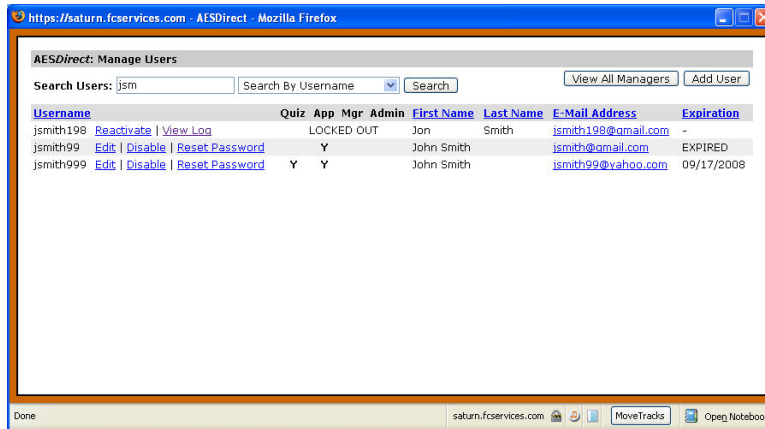 https://saturn.fcservices.com - AESDirect - Mozilla Firefox
AESDirect: Manage Users
Search Users: jsm Search By Username Search View All Managers Add User
Username Quiz App Mgr Admin First Name Last Name E-Mail Address Expiration
jsmith198 Reactivate | View Log LOCKED OUT Jon Smith jsmith198@gmail.com -
jsmith99 Edit | Disable | Reset Password Y John Smith jsmith@gmail.com EXPIRED
jsmith999 Edit | Disable | Reset Password Y Y John Smith jsmith99@yahoo.com 09/17/2008
Done saturn.fcservices.com MoveTracks Open Noteboo